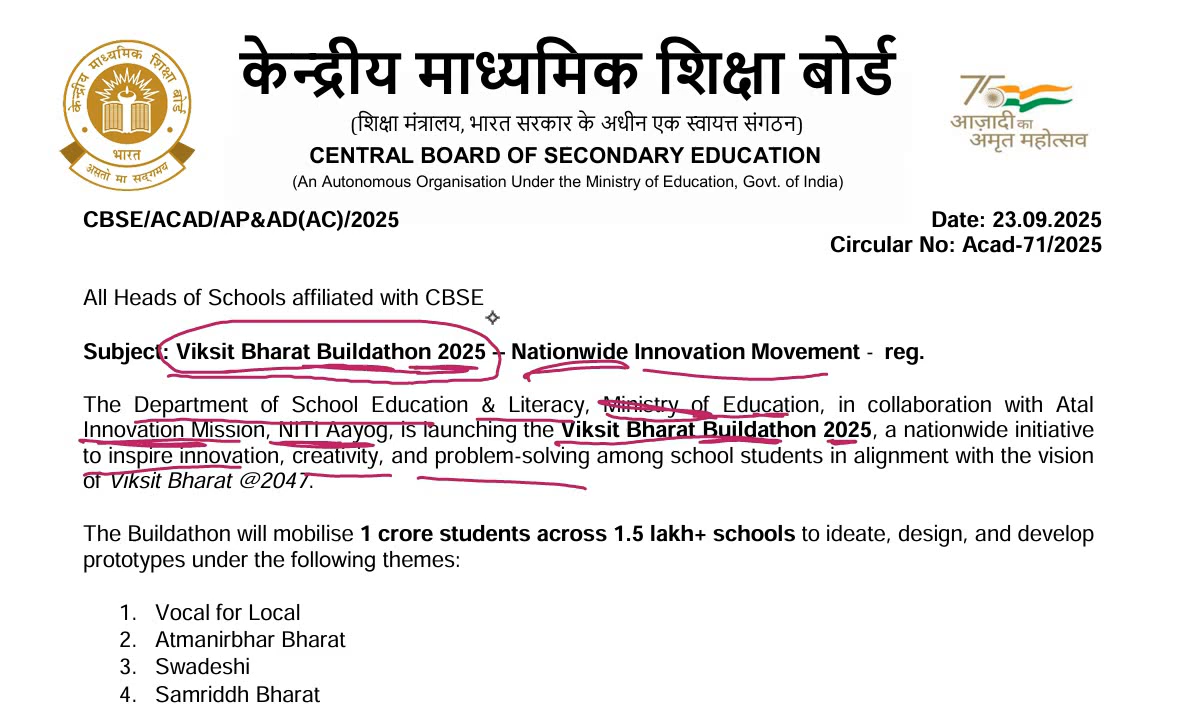 केन्द्रीय माध्यमिक शिक्षा बोर्ड
(शिक्षा मंत्रालय, भारत सरकार के अधीन एक स्वायत्त संगठन)
CENTRAL BOARD OF SECONDARY EDUCATION
(An Autonomous Organisation Under the Ministry of Education, Govt. of India)
केन्द्रीय माध्यमिक शिक्षा बोर्ड
भारत
असतो मा सद्गमय
75
आज़ादी का
अमृत महोत्सव
CBSE/ACAD/AP&AD(AC)/2025
Date: 23.09.2025
Circular No: Acad-71/2025
All Heads of Schools affiliated with CBSE
Subject: Viksit Bharat Buildathon 2025 – Nationwide Innovation Movement - reg.
The Department of School Education & Literacy, Ministry of Education, in collaboration with Atal
Innovation Mission, NITI Aayog, is launching the Viksit Bharat Buildathon 2025, a nationwide initiative
to inspire innovation, creativity, and problem-solving among school students in alignment with the vision
of Viksit Bharat @2047.
The Buildathon will mobilise 1 crore students across 1.5 lakh+ schools to ideate, design, and develop
prototypes under the following themes:
1. Vocal for Local
2. Atmanirbhar Bharat
3. Swadeshi
4. Samriddh Bharat